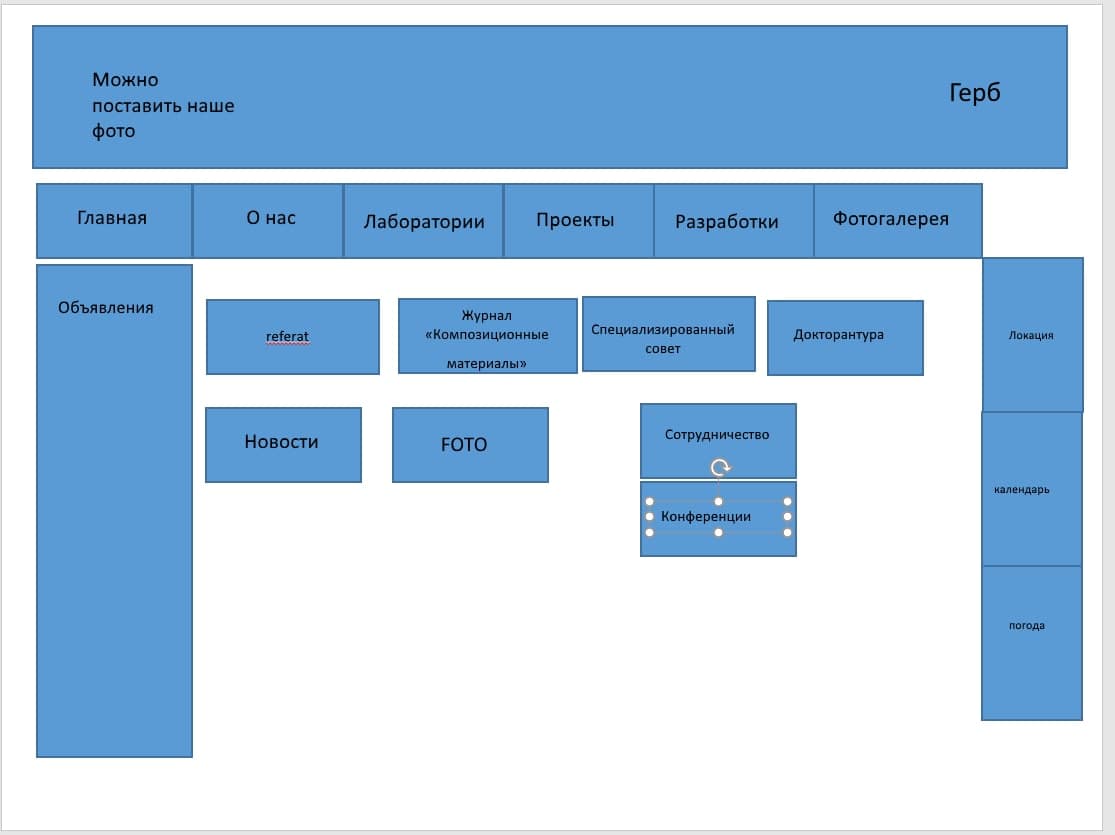 Можно
поставить наше
фото
Герб
Главная
О нас
Лаборатории
Проекты
Разработки
Фотогалерея
Объявления
referat
Журнал
«Композиционные
материалы»
Специализированный
совет
Докторантура
Локация
Новости
FOTO
Сотрудничество
Конференции
календарь
погода